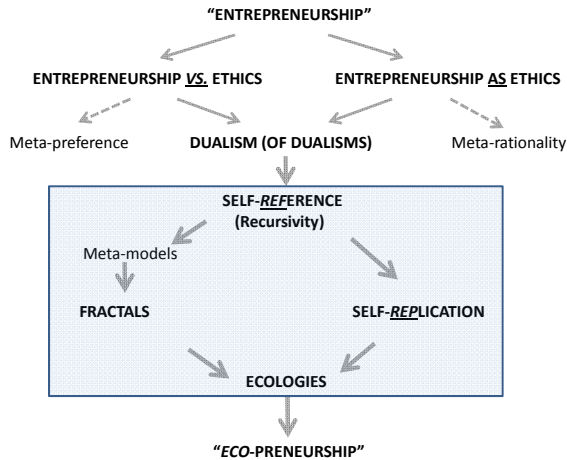 “ENTREPRENEURSHIP”
ENTREPRENEURSHIP VS. ETHICS
ENTREPRENEURSHIP AS ETHICS
Meta-preference
DUALISM (OF DUALISMS)
Meta-rationality
SELF-REFERENCE
(Recursivity)
Meta-models
FRACTALS
SELF-REPLICATION
ECOLOGIES
“ECO-PRENEURSHIP”